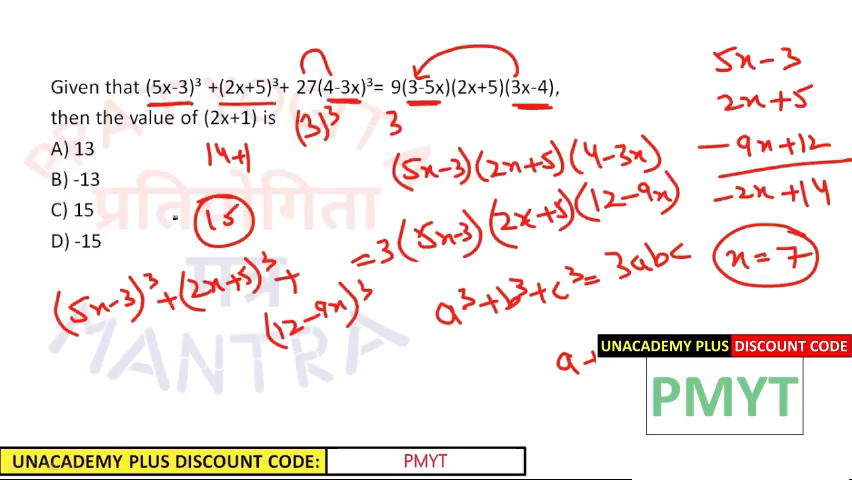 Given that (5x-3)³ +(2x+5)³+ 27(4-3x)³= 9(3-5x)(2x+5)(3x-4),
then the value of (2x+1) is
(3)³
3
A) 13
14+1
B) -13
C) 15
15
D) -15
5x-3
2x+5
-9x+12
-2x+14
x=7
(5x-3)(2x+5)(4-3x)
=3(5x-3)(2x+5)(12-9x)
(5x-3)³+(2x+5)³+
(12-9x)³
a³+b³+c³=3abc
a+
PRATIYOGITA
प्रतियोगिता
मंत्र
MANTRA
UNACADEMY PLUS DISCOUNT CODE
PMYT
UNACADEMY PLUS DISCOUNT CODE: PMYT